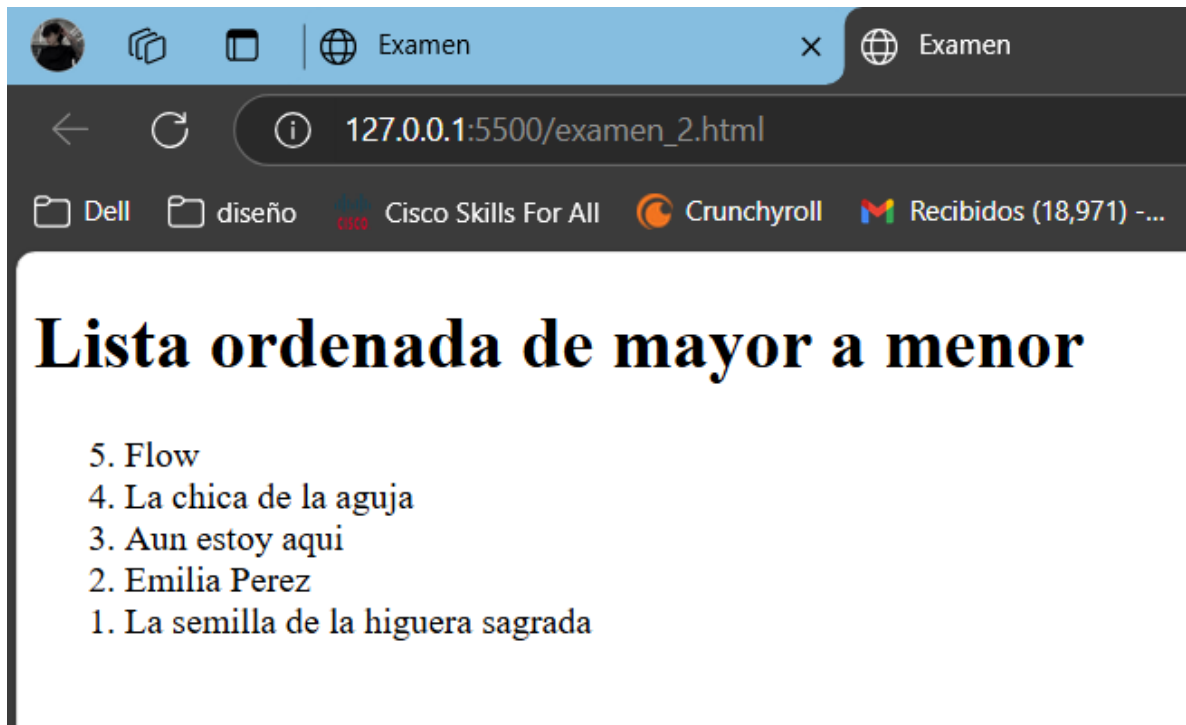 Examen
Examen
127.0.0.1:5500/examen_2.html
Dell diseño CISCO Cisco Skills For All Crunchyroll Recibidos (18,971) -...
Lista ordenada de mayor a menor
5. Flow
4. La chica de la aguja
3. Aun estoy aqui
2. Emilia Perez
1. La semilla de la higuera sagrada